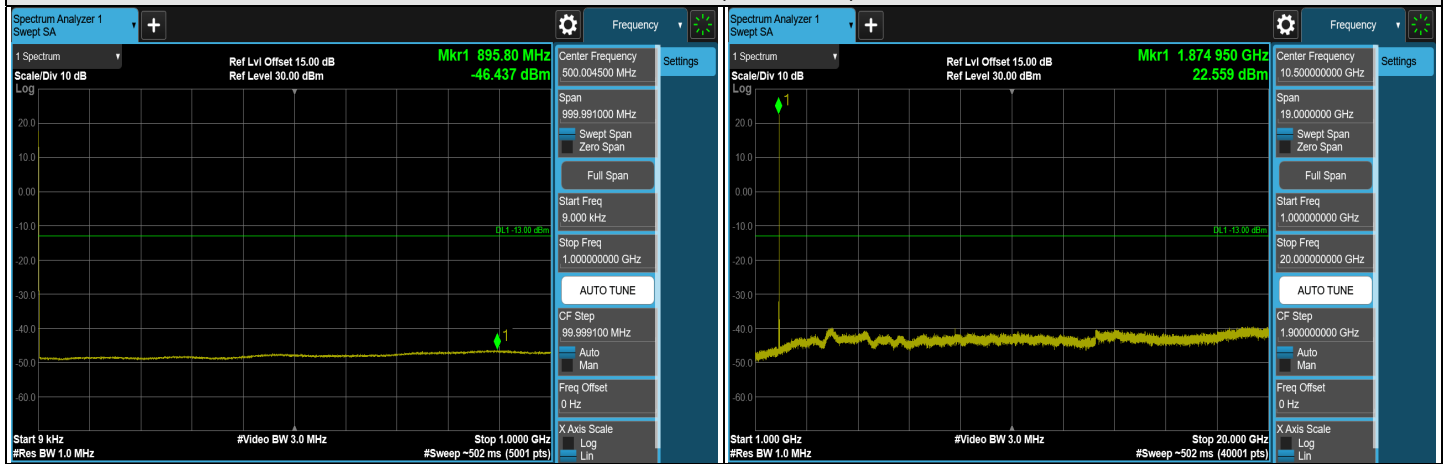 Spectrum Analyzer 1
Swept SA
+
Frequency
1 Spectrum
Scale/Div 10 dB
Log
Ref Lvl Offset 15.00 dB
Ref Level 30.00 dBm
Mkr1 895.80 MHz
-46.437 dBm
20.0
10.0
0.00
-10.0
-20.0
-30.0
-40.0
-50.0
-60.0
DL1 -13.00 dBm
1
Start 9 kHz
#Res BW 1.0 MHz
#Video BW 3.0 MHz
Stop 1.0000 GHz
#Sweep ~502 ms (5001 pts)
Center Frequency
500.004500 MHz
Span
999.991000 MHz
Swept Span
Zero Span
Full Span
Start Freq
9.000 kHz
Stop Freq
1.000000000 GHz
AUTO TUNE
CF Step
99.999100 MHz
Auto
Man
Freq Offset
0 Hz
X Axis Scale
Log
Lin
Settings
Spectrum Analyzer 1
Swept SA
+
Frequency
1 Spectrum
Scale/Div 10 dB
Log
Ref Lvl Offset 15.00 dB
Ref Level 30.00 dBm
Mkr1 1.874 950 GHz
22.559 dBm
1
20.0
10.0
0.00
-10.0
-20.0
-30.0
-40.0
-50.0
-60.0
DL1 -13.00 dBm
Start 1.000 GHz
#Res BW 1.0 MHz
#Video BW 3.0 MHz
Stop 20.000 GHz
#Sweep ~502 ms (40001 pts)
Center Frequency
10.500000000 GHz
Span
19.0000000 GHz
Swept Span
Zero Span
Full Span
Start Freq
1.000000000 GHz
Stop Freq
20.000000000 GHz
AUTO TUNE
CF Step
1.900000000 GHz
Auto
Man
Freq Offset
0 Hz
X Axis Scale
Log
Lin
Settings